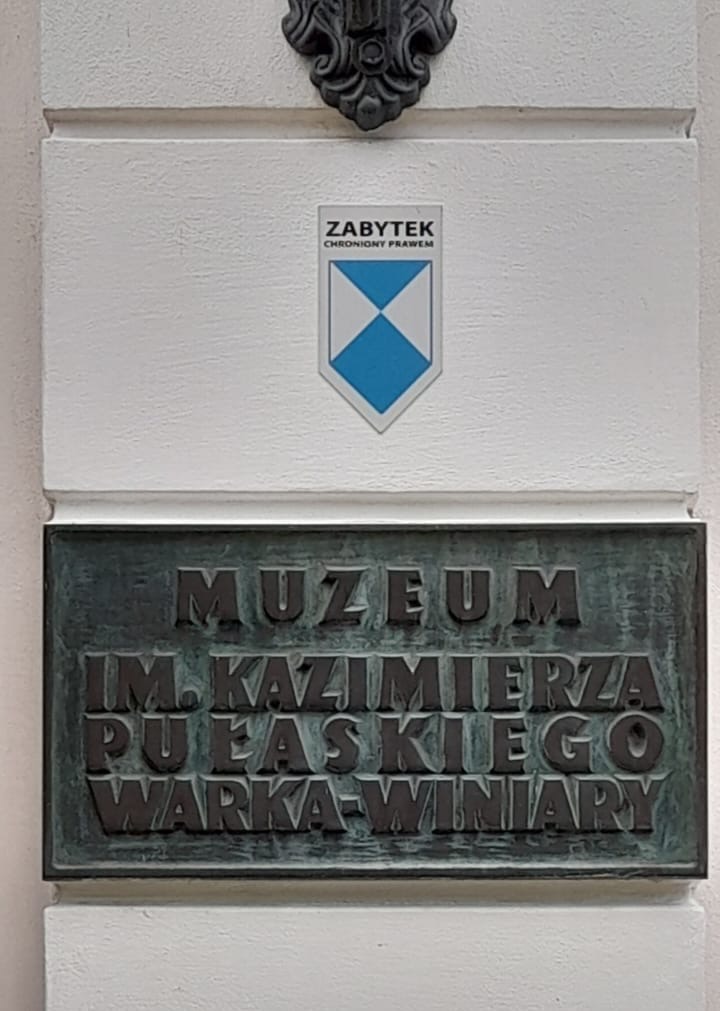 ZABYTEK
CHRONIONY PRAWEM
MUZEUM
IM. KAZIMIERZA
PUŁASKIEGO
WARKA-WINIARY